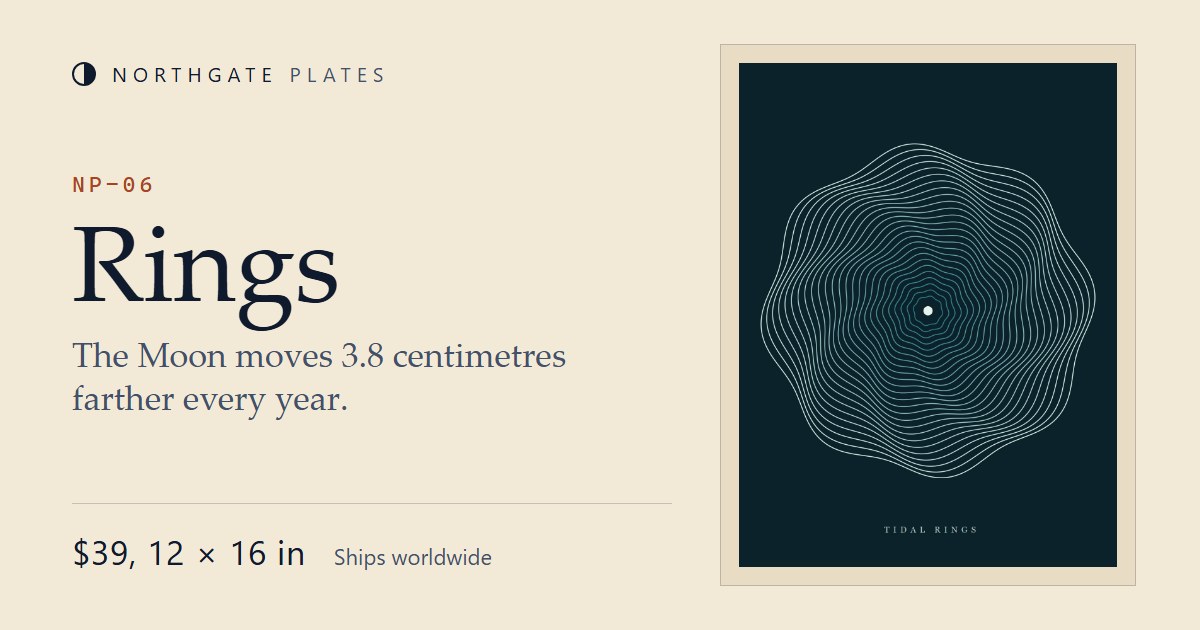 NORTHGATE PLATES
NP-06
Rings
The Moon moves 3.8 centimetres
farther every year.
$39, 12 × 16 in Ships worldwide
TIDAL RINGS